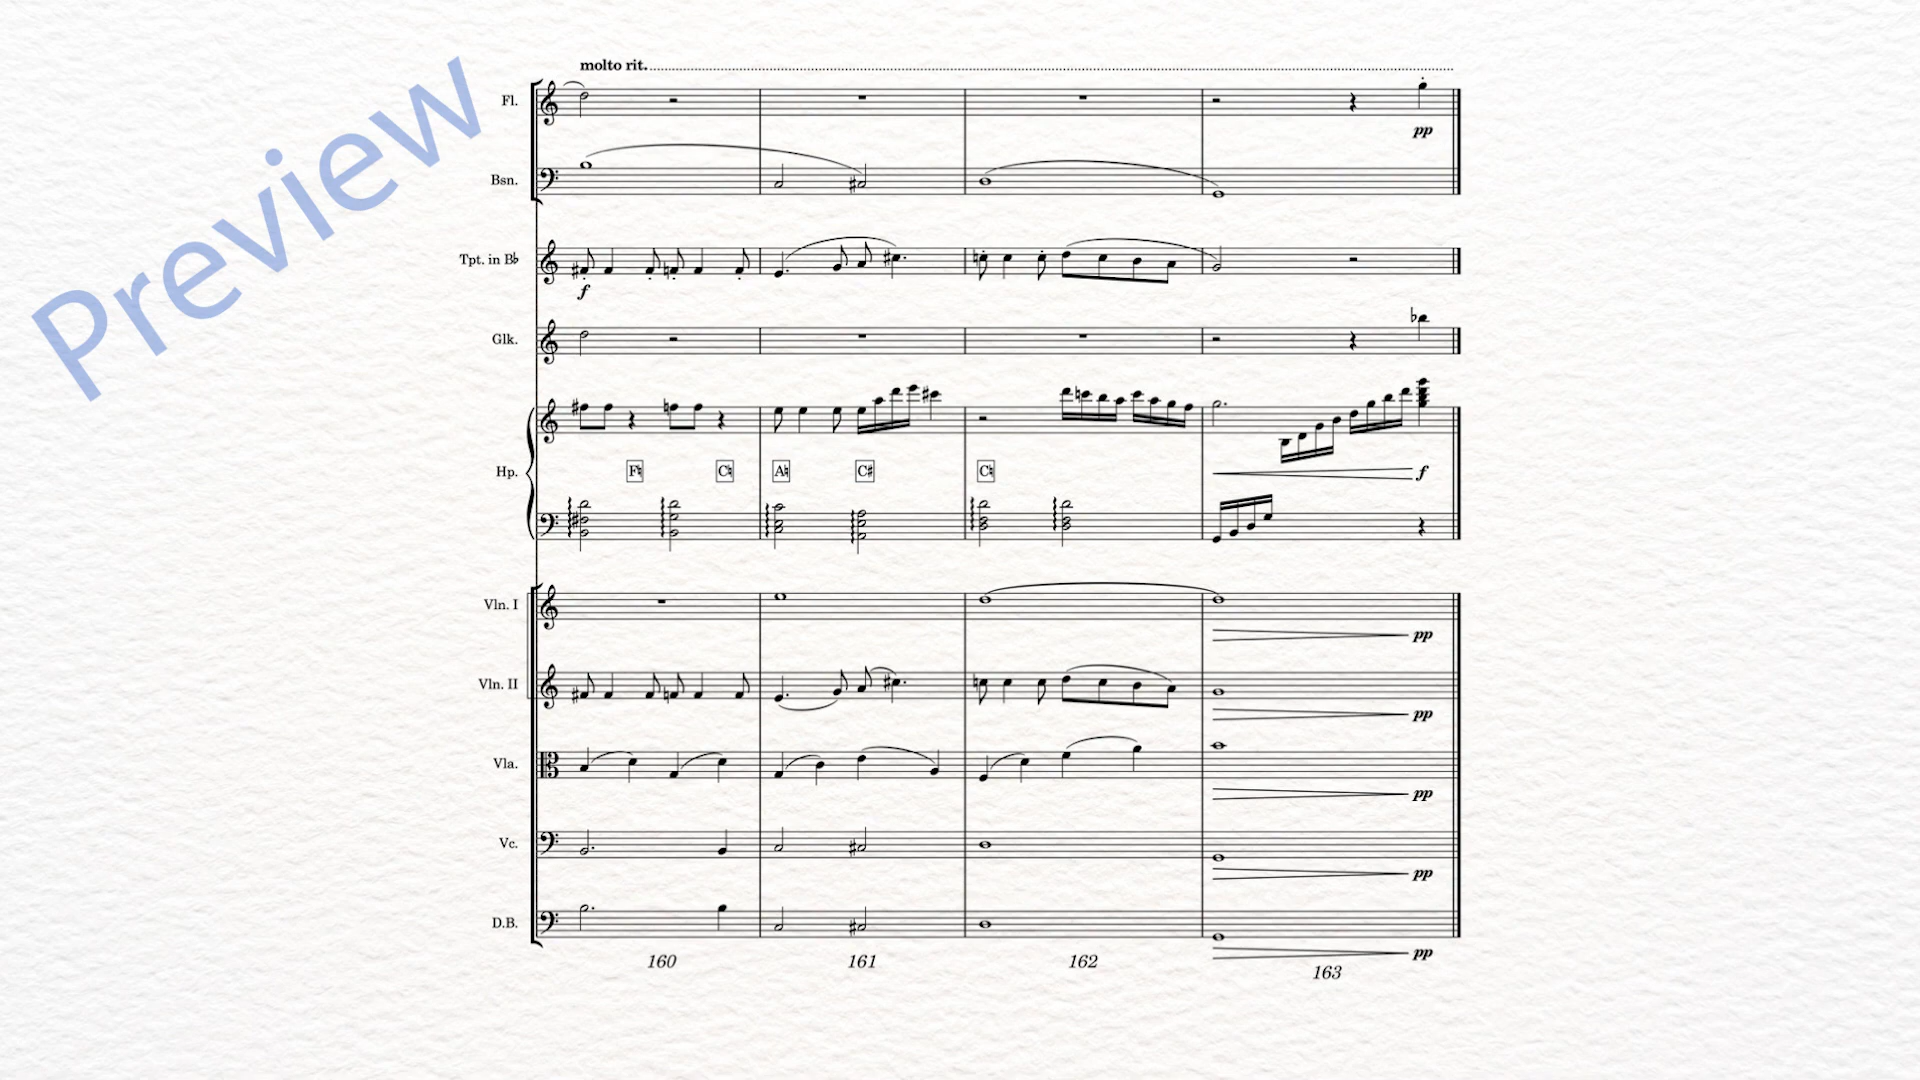 Preview
molto rit.
Fl.
pp
Bsn.
Tpt. in B♭
f
Glk.
Hp.
F♮ C♮ A♮ C♯ C♮
f
Vln. I
pp
Vln. II
pp
Vla.
pp
Vc.
pp
D.B.
pp
160 161 162 163